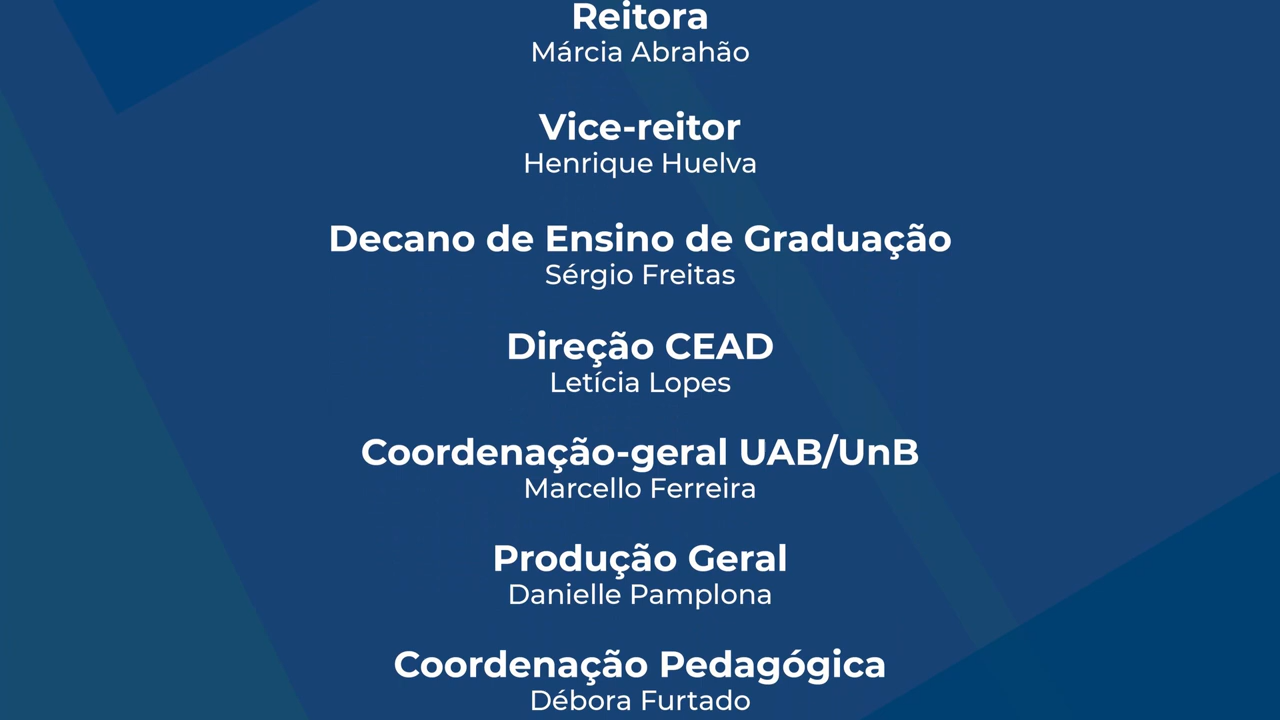 Reitora
Márcia Abrahão
Vice-reitor
Henrique Huelva
Decano de Ensino de Graduação
Sérgio Freitas
Direção CEAD
Letícia Lopes
Coordenação-geral UAB/UnB
Marcello Ferreira
Produção Geral
Danielle Pamplona
Coordenação Pedagógica
Débora Furtado